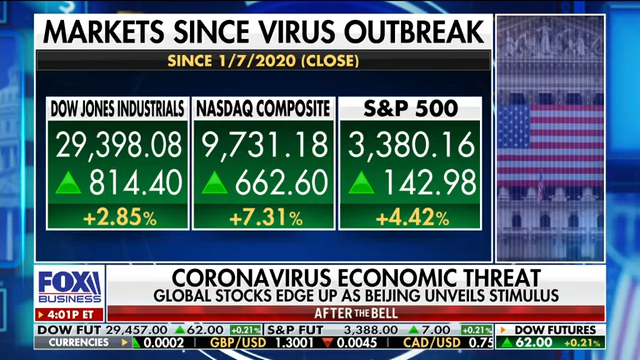 MARKETS SINCE VIRUS OUTBREAK
SINCE 1/7/2020 (CLOSE)
DOW JONES INDUSTRIALS
29,398.08
▲ 814.40
+2.85%
NASDAQ COMPOSITE
9,731.18
▲ 662.60
+7.31%
S&P 500
3,380.16
▲ 142.98
+4.42%
FOX
BUSINESS
4:01P ET
CORONAVIRUS ECONOMIC THREAT
GLOBAL STOCKS EDGE UP AS BEIJING UNVEILS STIMULUS
AFTER THE BELL
DOW FUT 29,457.00 ▲ 62.00 +0.21% S&P FUT 3,388.00 ▲ 7.00 +0.21%
CURRENCIES ▲ 0.0002 GBP/USD 1.3001 ▼ 0.0045 CAD/USD 0.75
DOW FUTURES
▲ 62.00 +0.21%